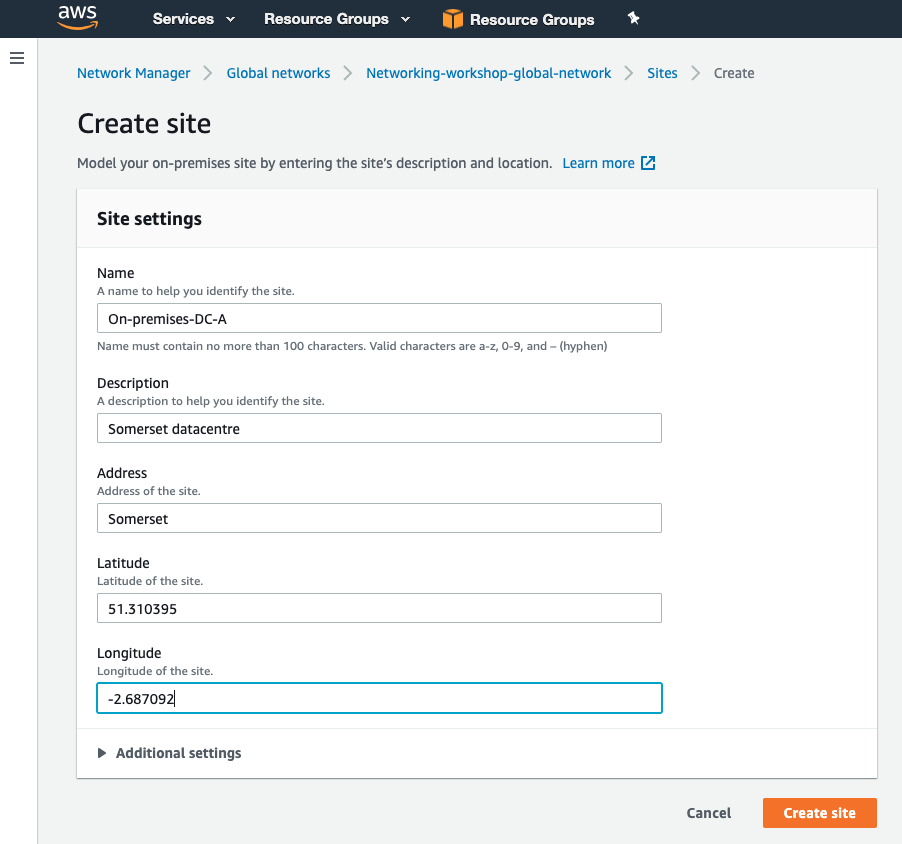 aws Services Resource Groups Resource Groups
Network Manager Global networks Networking-workshop-global-network Sites Create
Create site
Model your on-premises site by entering the site's description and location. Learn more
Site settings
Name
A name to help you identify the site.
On-premises-DC-A
Name must contain no more than 100 characters. Valid characters are a-z, 0-9, and – (hyphen)
Description
A description to help you identify the site.
Somerset datacentre
Address
Address of the site.
Somerset
Latitude
Latitude of the site.
51.310395
Longitude
Longitude of the site.
-2.687092
Additional settings
Cancel Create site